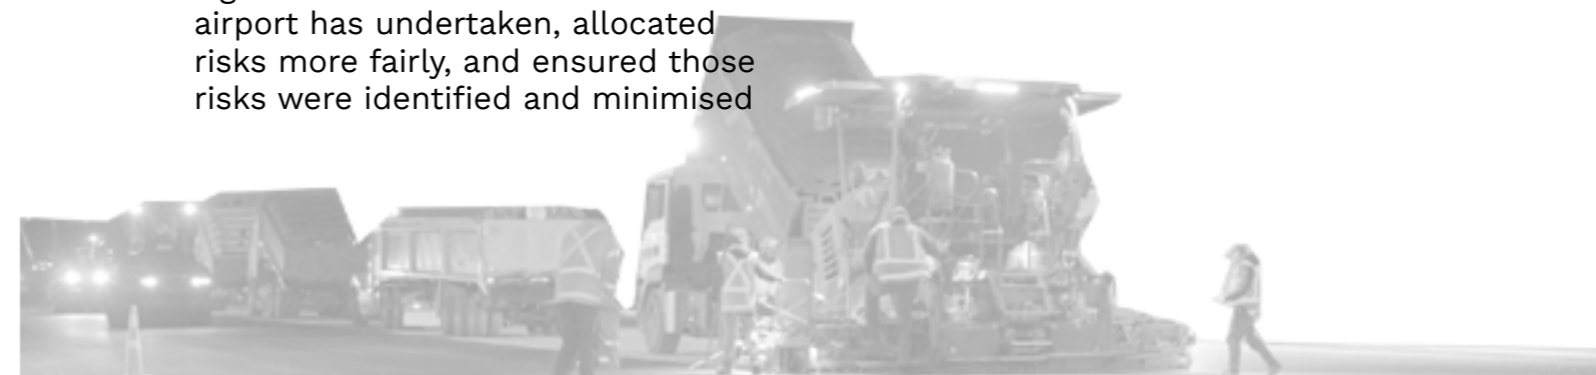 airport has undertaken, allocated
risks more fairly, and ensured those
risks were identified and minimised